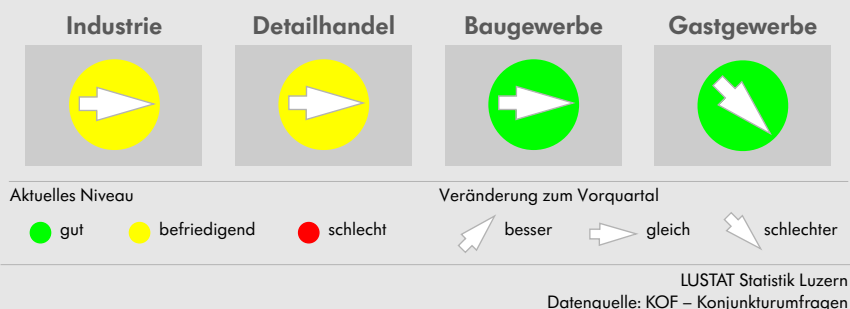 Industrie Detailhandel Baugewerbe Gastgewerbe
Aktuelles Niveau Veränderung zum Vorquartal
gut befriedigend schlecht besser gleich schlechter
LUSTAT Statistik Luzern
Datenquelle: KOF – Konjunkturumfragen